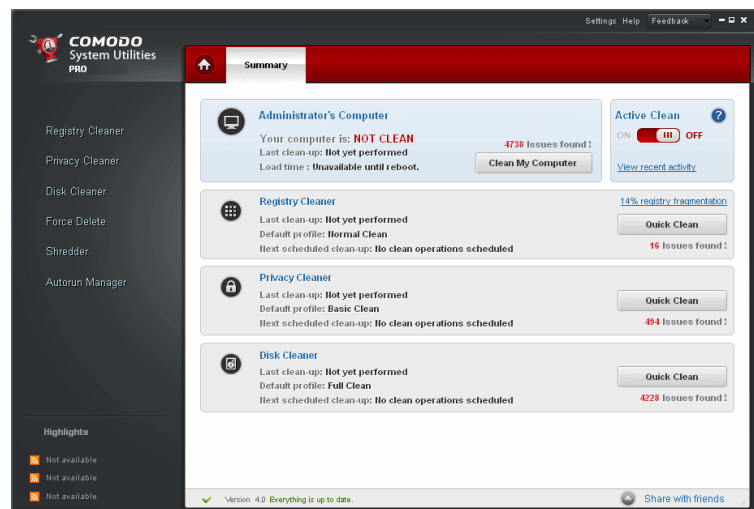 Settings Help Feedback
COMODO
System Utilities
PRO
Summary
Registry Cleaner
Privacy Cleaner
Disk Cleaner
Force Delete
Shredder
Autorun Manager
Highlights
Not available
Not available
Not available
Administrator's Computer
Your computer is: NOT CLEAN
Last clean-up: Not yet performed
Load time : Unavailable until reboot.
4738 Issues found !
Clean My Computer
Active Clean ?
ON OFF
View recent activity
Registry Cleaner
Last clean-up: Not yet performed
Default profile: Normal Clean
Next scheduled clean-up: No clean operations scheduled
14% registry fragmentation
Quick Clean
16 Issues found !
Privacy Cleaner
Last clean-up: Not yet performed
Default profile: Basic Clean
Next scheduled clean-up: No clean operations scheduled
Quick Clean
494 Issues found !
Disk Cleaner
Last clean-up: Not yet performed
Default profile: Full Clean
Next scheduled clean-up: No clean operations scheduled
Quick Clean
4228 Issues found !
Version 4.0 Everything is up to date.
Share with friends